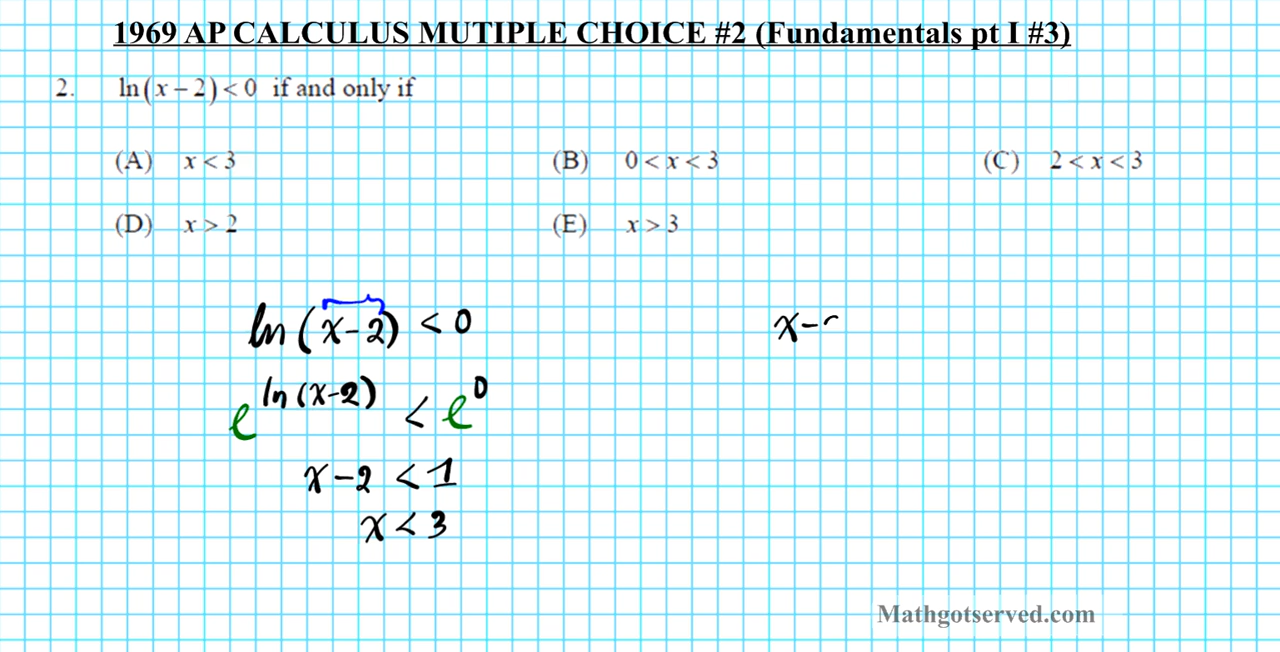 1969 AP CALCULUS MUTIPLE CHOICE #2 (Fundamentals pt I #3)
2. ln(x − 2) < 0 if and only if
(A) x < 3 (B) 0 < x < 3 (C) 2 < x < 3
(D) x > 2 (E) x > 3
ln(x-2) < 0
x-
e^ln(x-2) < e^0
x-2 < 1
x < 3
Mathgotserved.com